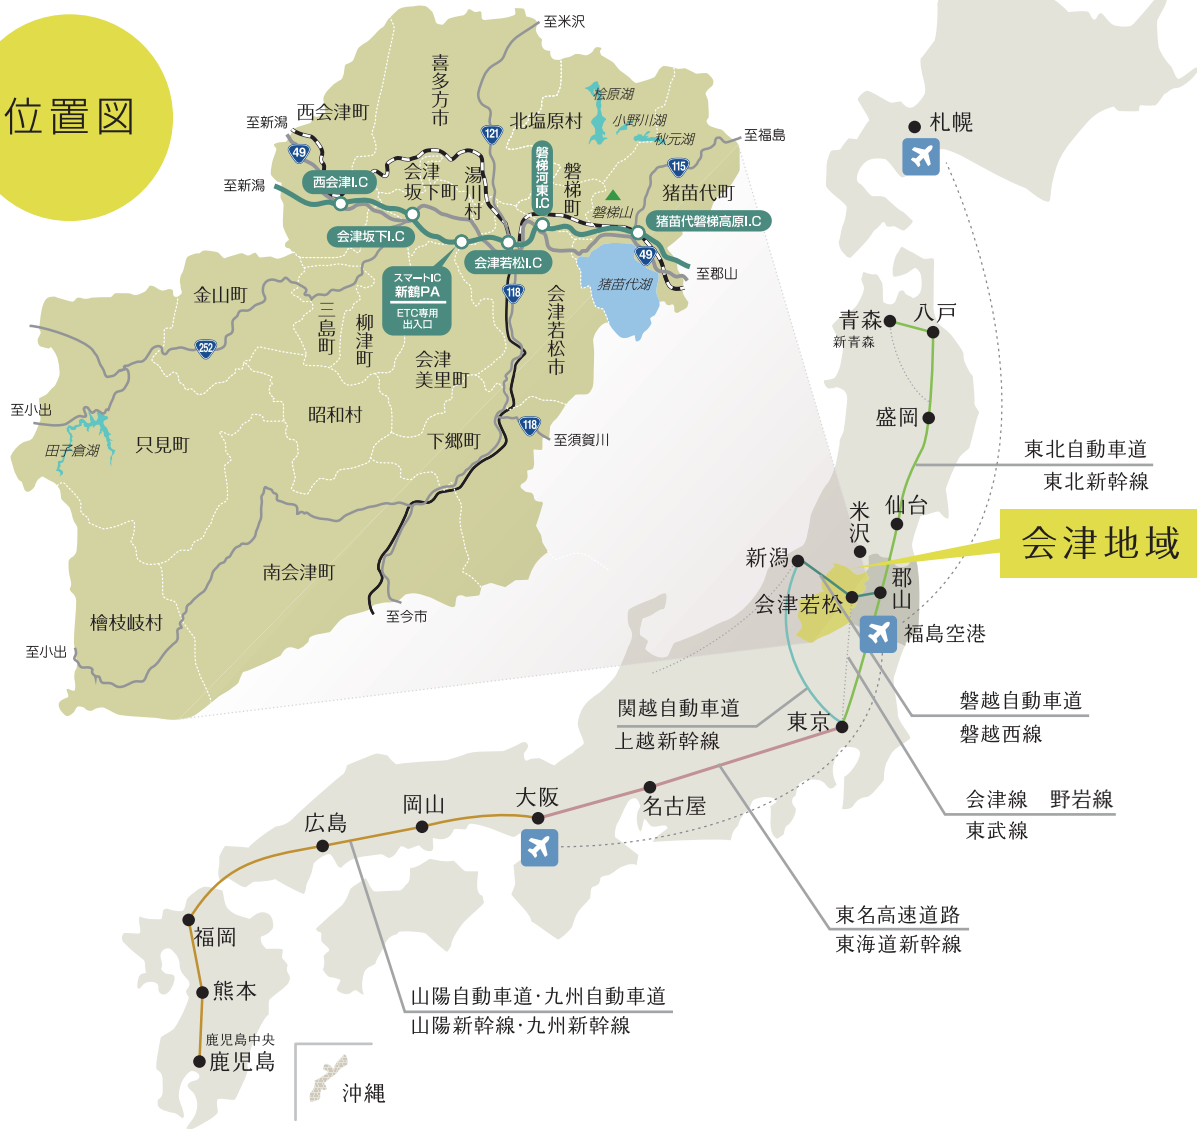 位置図
至米沢
喜多方市
西会津町
至新潟
49
121
北塩原村
桧原湖
小野川湖
秋元湖
至福島
115
至新潟
西会津I.C
会津
坂下町
湯川村
磐梯河東I.C
磐梯町
磐梯山
猪苗代町
猪苗代磐梯高原I.C
会津坂下I.C
会津若松I.C
スマートIC
新鶴PA
ETC専用
出入口
49
至郡山
猪苗代湖
118
金山町
三島町
柳津町
会津若松市
252
会津
美里町
至小出
昭和村
只見町
田子倉湖
下郷町
118
至須賀川
南会津町
檜枝岐村
至今市
至小出
札幌
青森
新青森
八戸
盛岡
東北自動車道
東北新幹線
仙台
米沢
会津地域
新潟
郡山
会津若松
福島空港
関越自動車道
上越新幹線
東京
磐越自動車道
磐越西線
会津線　野岩線
東武線
名古屋
大阪
岡山
広島
東名高速道路
東海道新幹線
福岡
熊本
山陽自動車道・九州自動車道
山陽新幹線・九州新幹線
鹿児島中央
鹿児島
沖縄